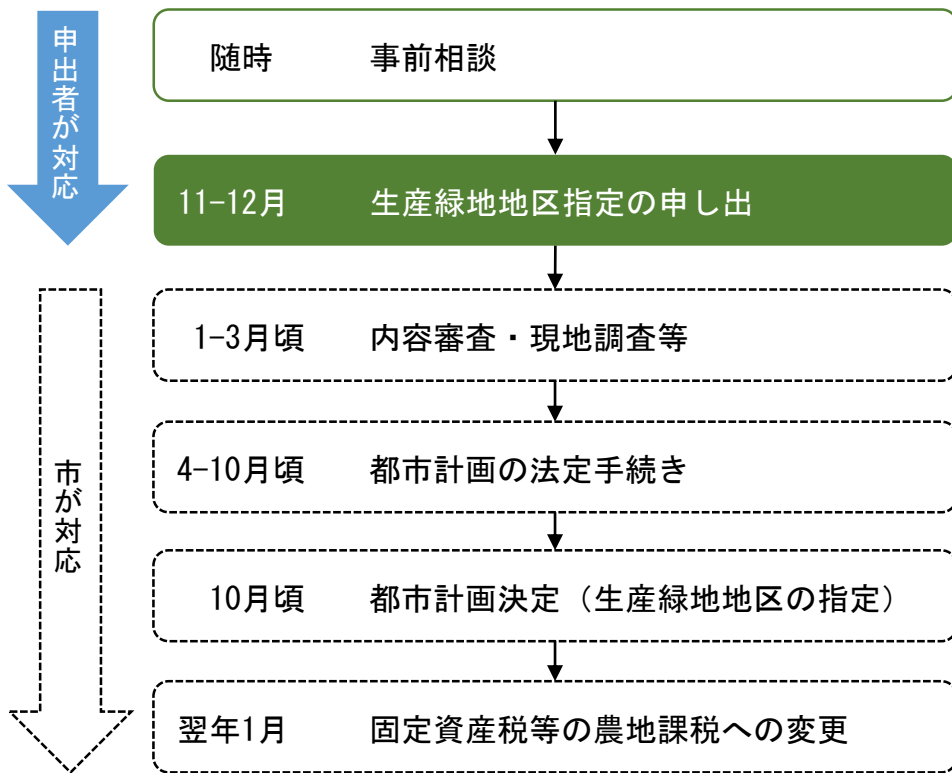 申出者が対応
随時 事前相談
11-12月 生産緑地地区指定の申し出
市が対応
1-3月頃 内容審査・現地調査等
4-10月頃 都市計画の法定手続き
10月頃 都市計画決定（生産緑地地区の指定）
翌年1月 固定資産税等の農地課税への変更